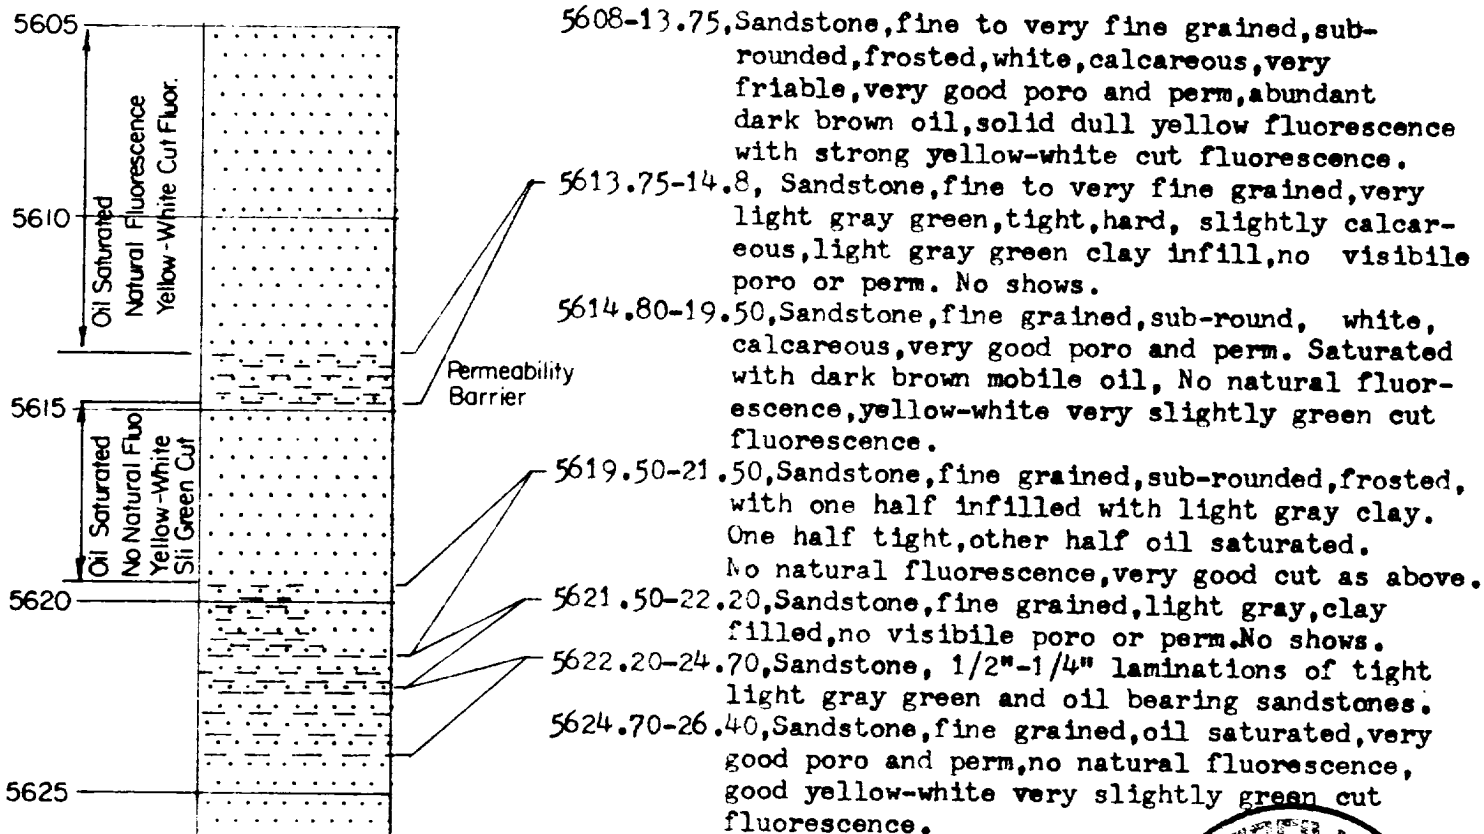 5605
5610
5615
5620
5625
Oil Saturated
Natural Fluorescence
Yellow-White Cut Fluor.
Oil Saturated
No Natural Fluo
Yellow-White
Sli Green Cut
Permeability
Barrier
5608-13.75,Sandstone,fine to very fine grained,sub-
rounded,frosted,white,calcareous,very
friable,very good poro and perm,abundant
dark brown oil,solid dull yellow fluorescence
with strong yellow-white cut fluorescence.
5613.75-14.8, Sandstone,fine to very fine grained,very
light gray green,tight,hard, slightly calcar-
eous,light gray green clay infill,no visibile
poro or perm. No shows.
5614.80-19.50,Sandstone,fine grained,sub-round, white,
calcareous,very good poro and perm. Saturated
with dark brown mobile oil, No natural fluor-
escence,yellow-white very slightly green cut
fluorescence.
5619.50-21.50,Sandstone,fine grained,sub-rounded,frosted,
with one half infilled with light gray clay.
One half tight,other half oil saturated.
No natural fluorescence,very good cut as above.
5621.50-22.20,Sandstone,fine grained,light gray,clay
filled,no visibile poro or perm.No shows.
5622.20-24.70,Sandstone, 1/2"-1/4" laminations of tight
light gray green and oil bearing sandstones.
5624.70-26.40,Sandstone,fine grained,oil saturated,very
good poro and perm,no natural fluorescence,
good yellow-white very slightly green cut
fluorescence.